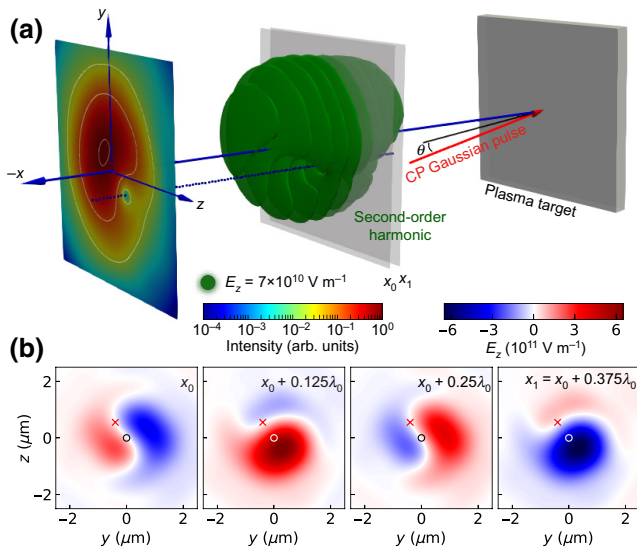 (a)
y
−x
z
θ
CP Gaussian pulse
Plasma target
Second-order
harmonic
E_z = 7×10^10 V m^−1
x_0 x_1
10^−4 10^−3 10^−2 10^−1 10^0
Intensity (arb. units)
−6 −3 0 3 6
E_z (10^11 V m^−1)
(b)
x_0
x_0 + 0.125λ_0
x_0 + 0.25λ_0
x_1 = x_0 + 0.375λ_0
2
0
−2
z (μm)
−2 0 2
−2 0 2
−2 0 2
−2 0 2
y (μm)
y (μm)
y (μm)
y (μm)